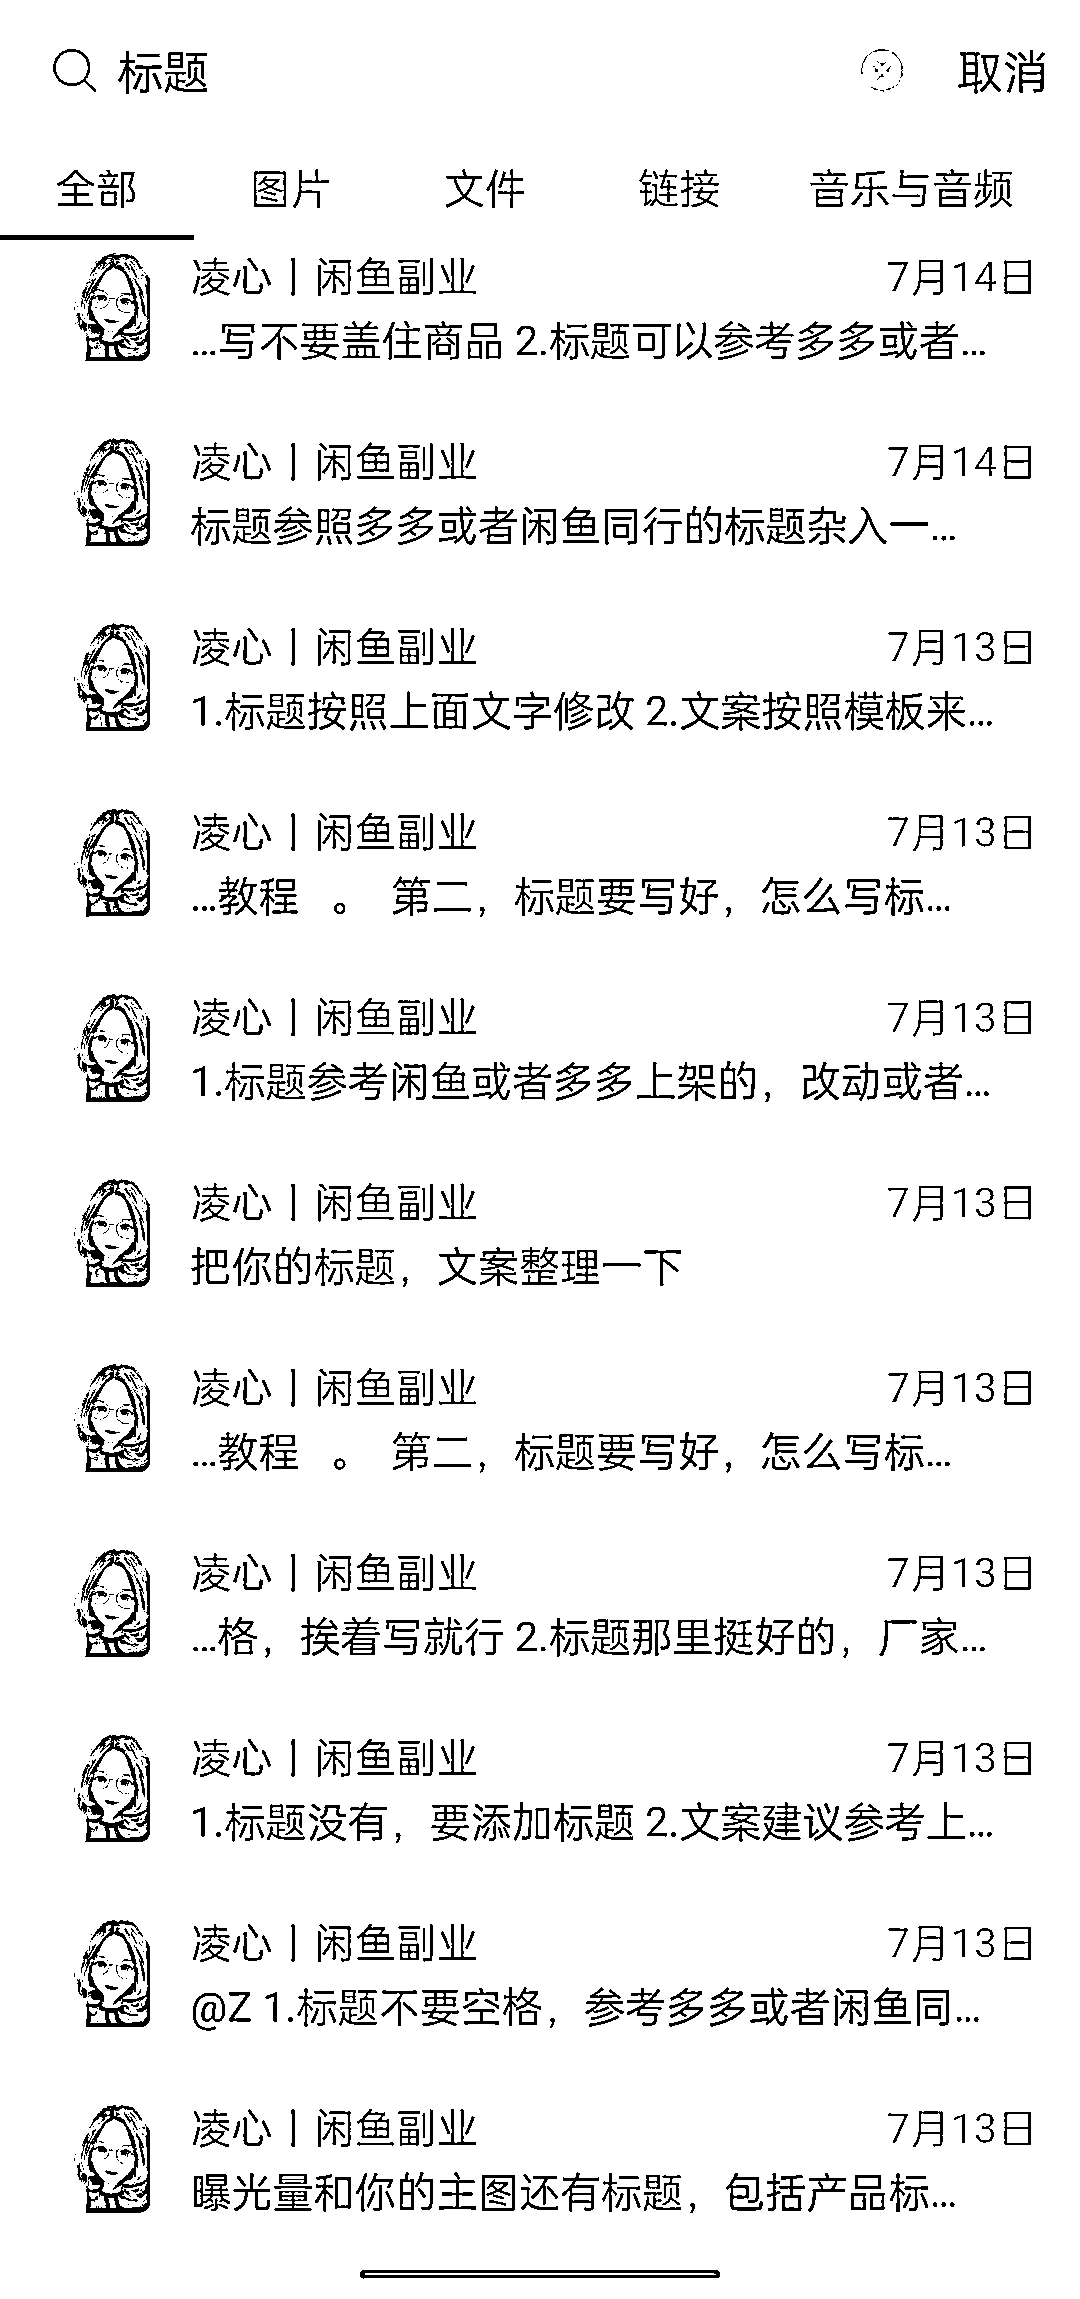 标题 取消
全部 图片 文件 链接 音乐与音频
凌心丨闲鱼副业 7月14日
...写不要盖住商品 2.标题可以参考多多或者...
凌心丨闲鱼副业 7月14日
标题参照多多或者闲鱼同行的标题杂入一...
凌心丨闲鱼副业 7月13日
1.标题按照上面文字修改 2.文案按照模板来...
凌心丨闲鱼副业 7月13日
...教程 。 第二，标题要写好，怎么写标...
凌心丨闲鱼副业 7月13日
1.标题参考闲鱼或者多多上架的，改动或者...
凌心丨闲鱼副业 7月13日
把你的标题，文案整理一下
凌心丨闲鱼副业 7月13日
...教程 。 第二，标题要写好，怎么写标...
凌心丨闲鱼副业 7月13日
...格，挨着写就行 2.标题那里挺好的，厂家...
凌心丨闲鱼副业 7月13日
1.标题没有，要添加标题 2.文案建议参考上...
凌心丨闲鱼副业 7月13日
@Z 1.标题不要空格，参考多多或者闲鱼同...
凌心丨闲鱼副业 7月13日
曝光量和你的主图还有标题，包括产品标...